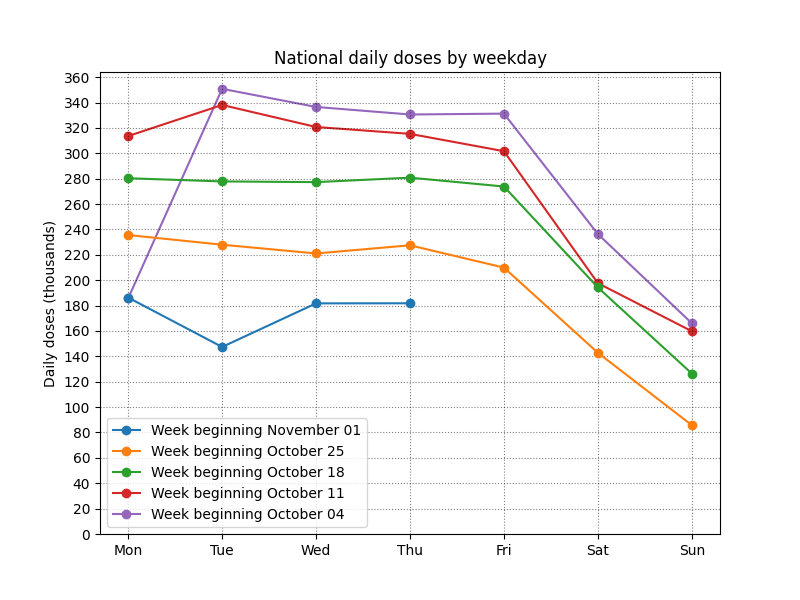 National daily doses by weekday
Daily doses (thousands)
360
340
320
300
280
260
240
220
200
180
160
140
120
100
80
60
40
20
0
Week beginning November 01
Week beginning October 25
Week beginning October 18
Week beginning October 11
Week beginning October 04
Mon Tue Wed Thu Fri Sat Sun